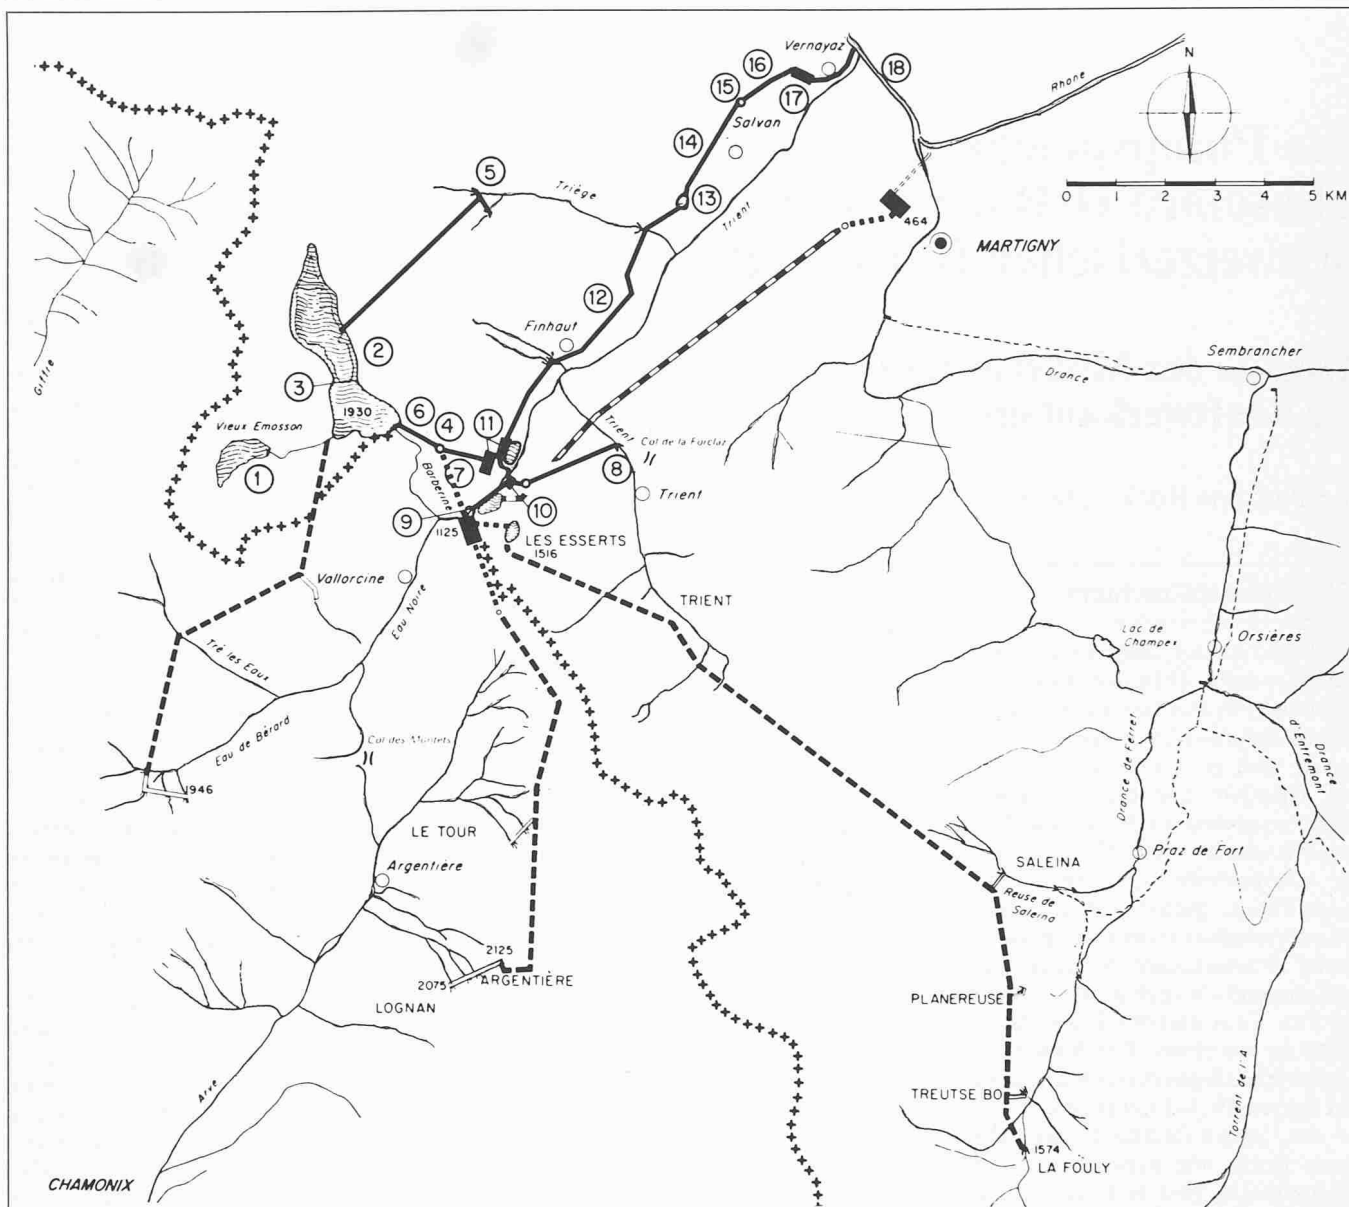 Vernayaz
16
18
N
Rhone
15
17
Salvan
14
0 1 2 3 4 5 KM
5
Triège
13
Trient
464
MARTIGNY
12
Finhaut
2
Sembrancher
Drance
Giffre
3
1930
6
4
11
Trient
Col de la Forclaz
Vieux Emosson
1
7
8
Barberine
Trient
9
10
1125
LES ESSERTS
1516
Vallorcine
TRIENT
Eau Noire
Lac de
Champex
Orsières
Tré les Eaux
Eau de Bérard
Col des Montets
Drance de Ferret
Drance
d'Entremont
1946
LE TOUR
Argentière
SALEINA
Praz de Fort
Reuse de
Saleina
2125
2075
ARGENTIÈRE
LOGNAN
PLANEREUSE
Arve
TREUTSE BO
Torrent de l'A
1574
LA FOULY
CHAMONIX